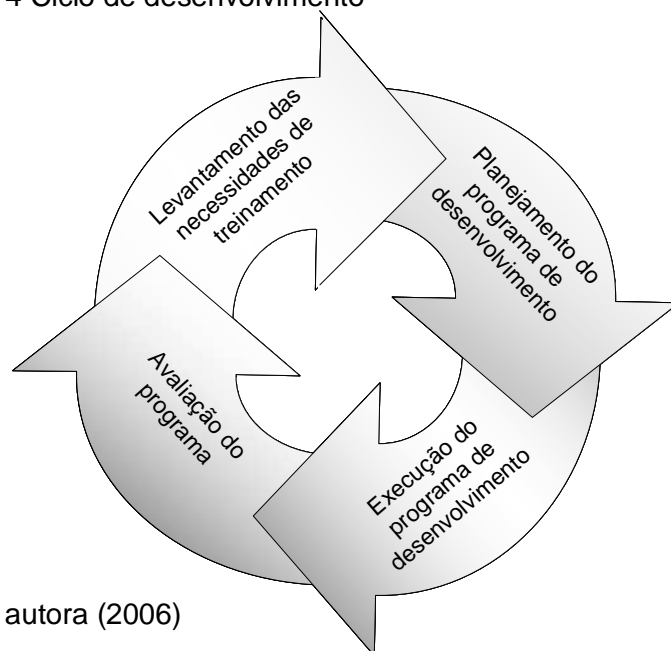 4 Ciclo de desenvolvimento
Levantamento das
necessidades de
treinamento
Planejamento do
programa de
desenvolvimento
Execução do
programa de
desenvolvimento
Avaliação do
programa
autora (2006)